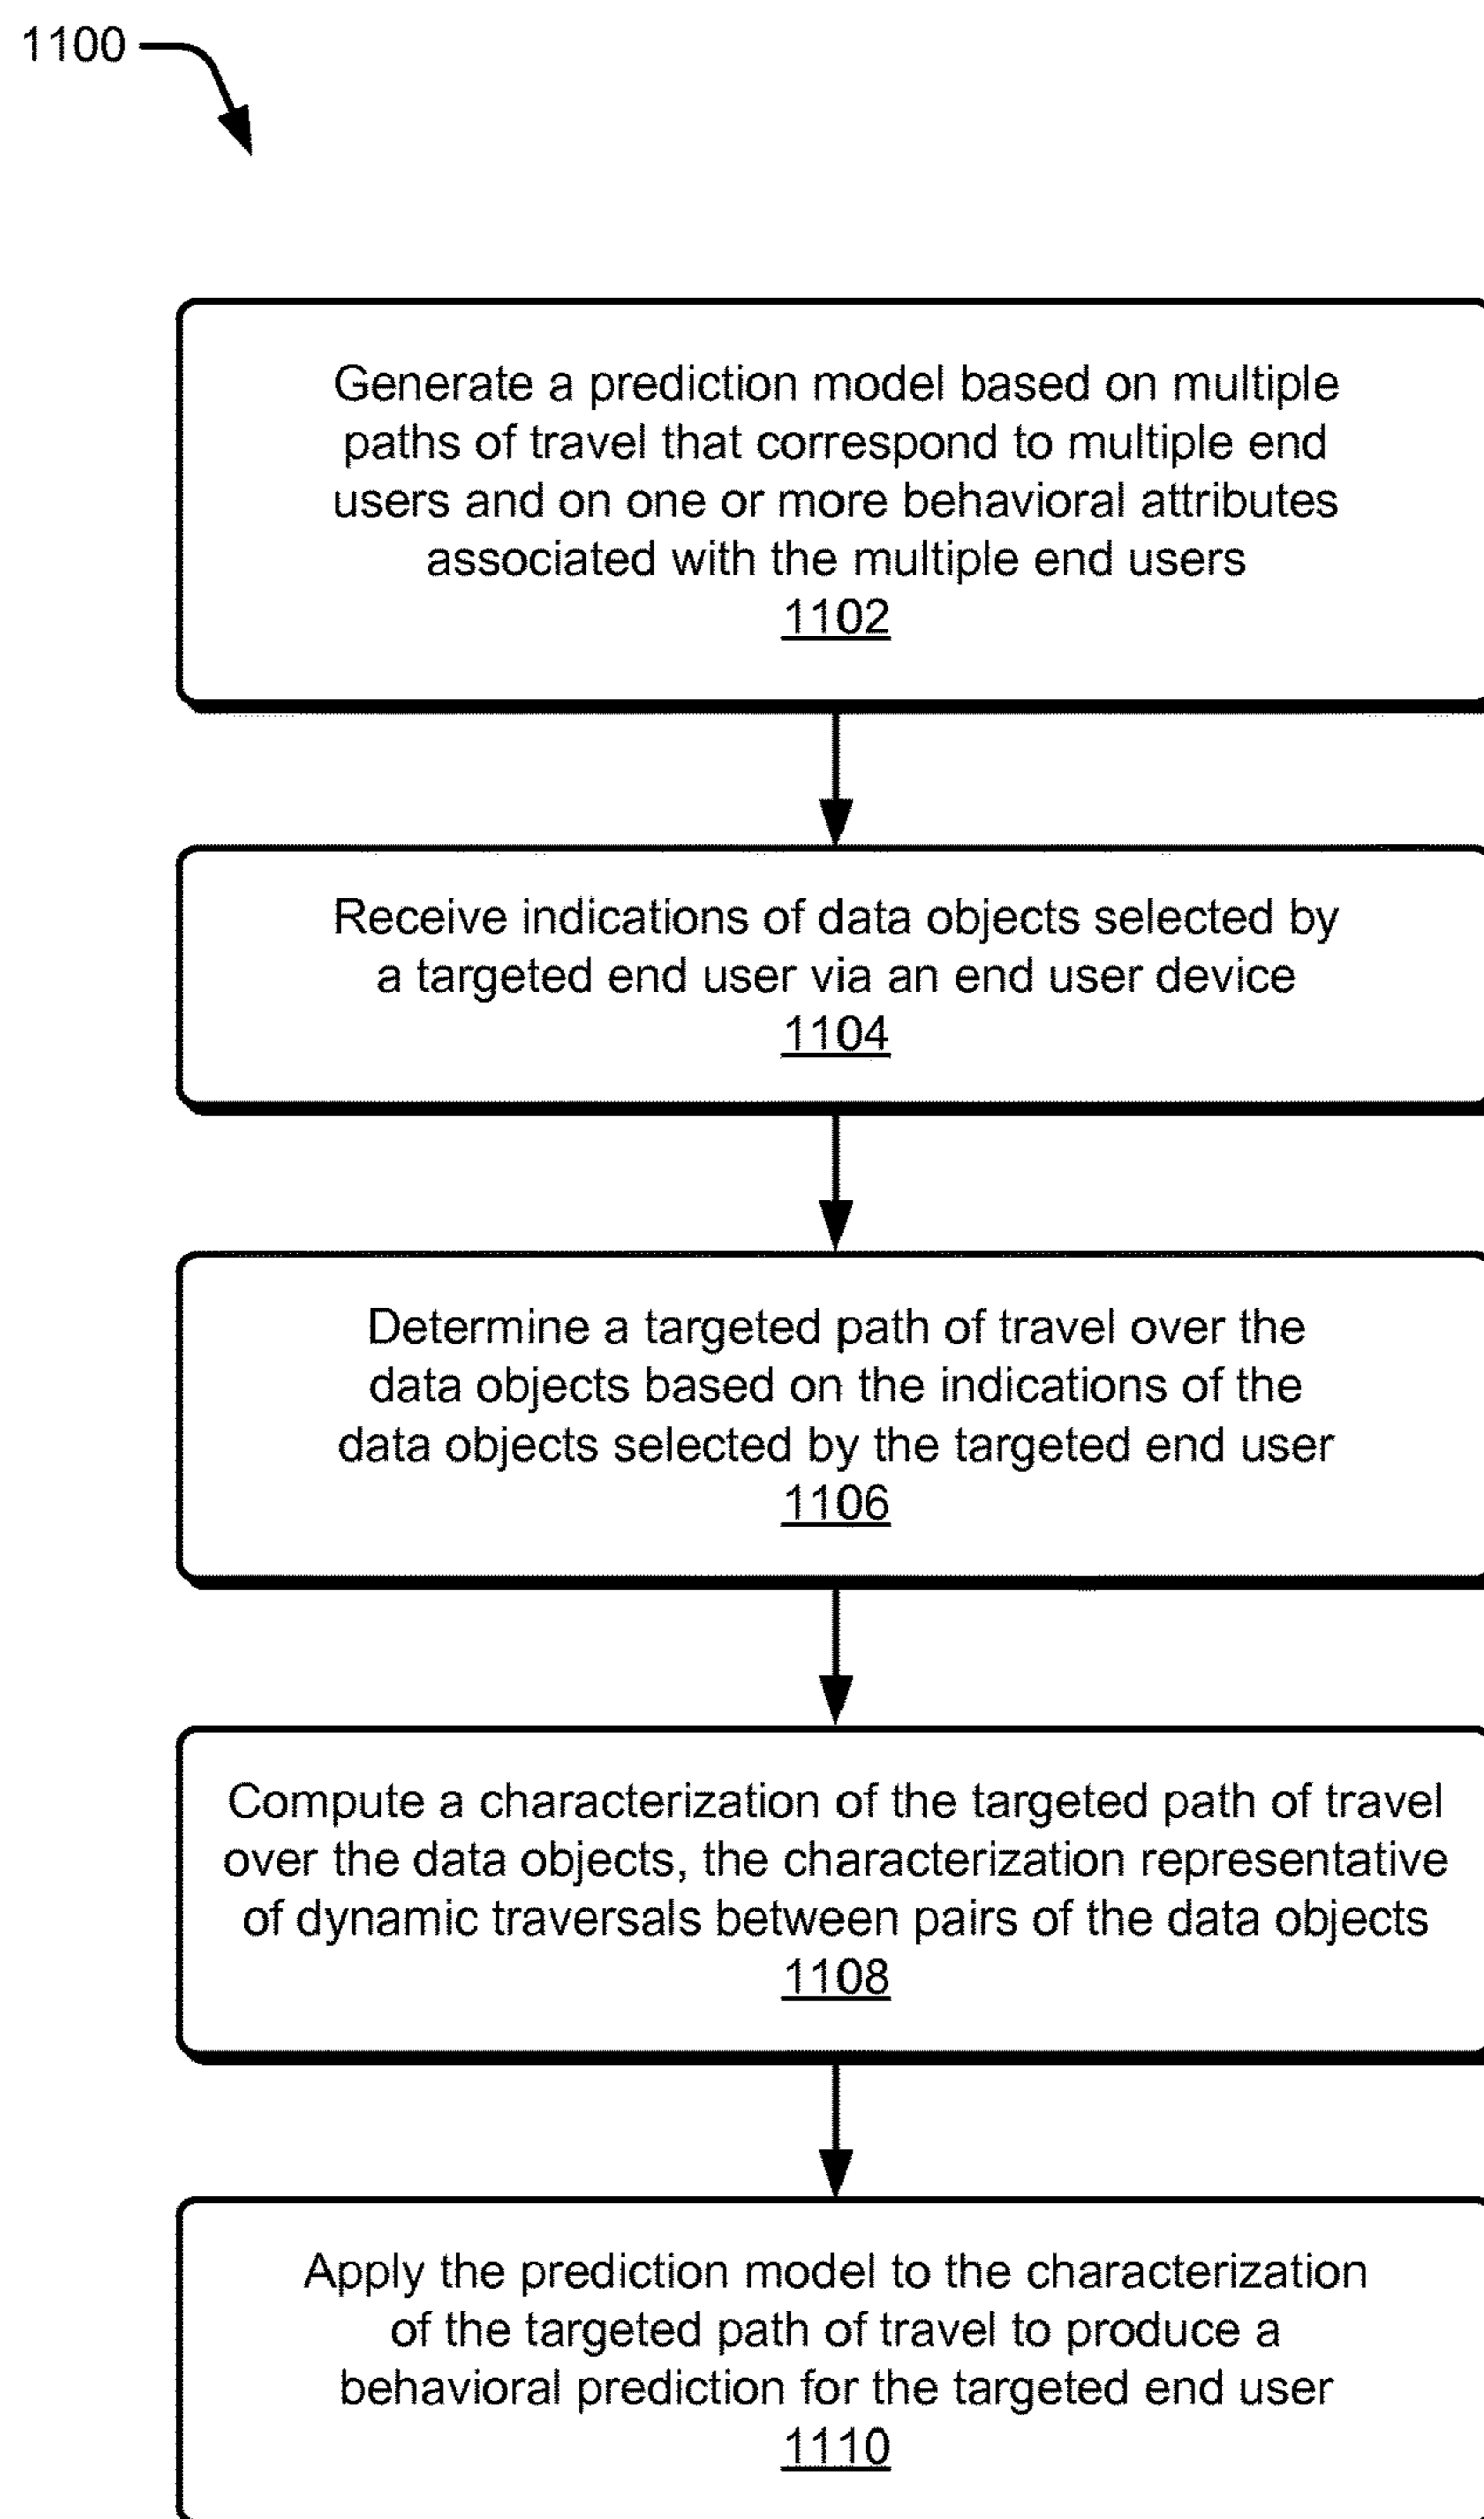 1100
Generate a prediction model based on multiple
paths of travel that correspond to multiple end
users and on one or more behavioral attributes
associated with the multiple end users
1102
Receive indications of data objects selected by
a targeted end user via an end user device
1104
Determine a targeted path of travel over the
data objects based on the indications of the
data objects selected by the targeted end user
1106
Compute a characterization of the targeted path of travel
over the data objects, the characterization representative
of dynamic traversals between pairs of the data objects
1108
Apply the prediction model to the characterization
of the targeted path of travel to produce a
behavioral prediction for the targeted end user
1110